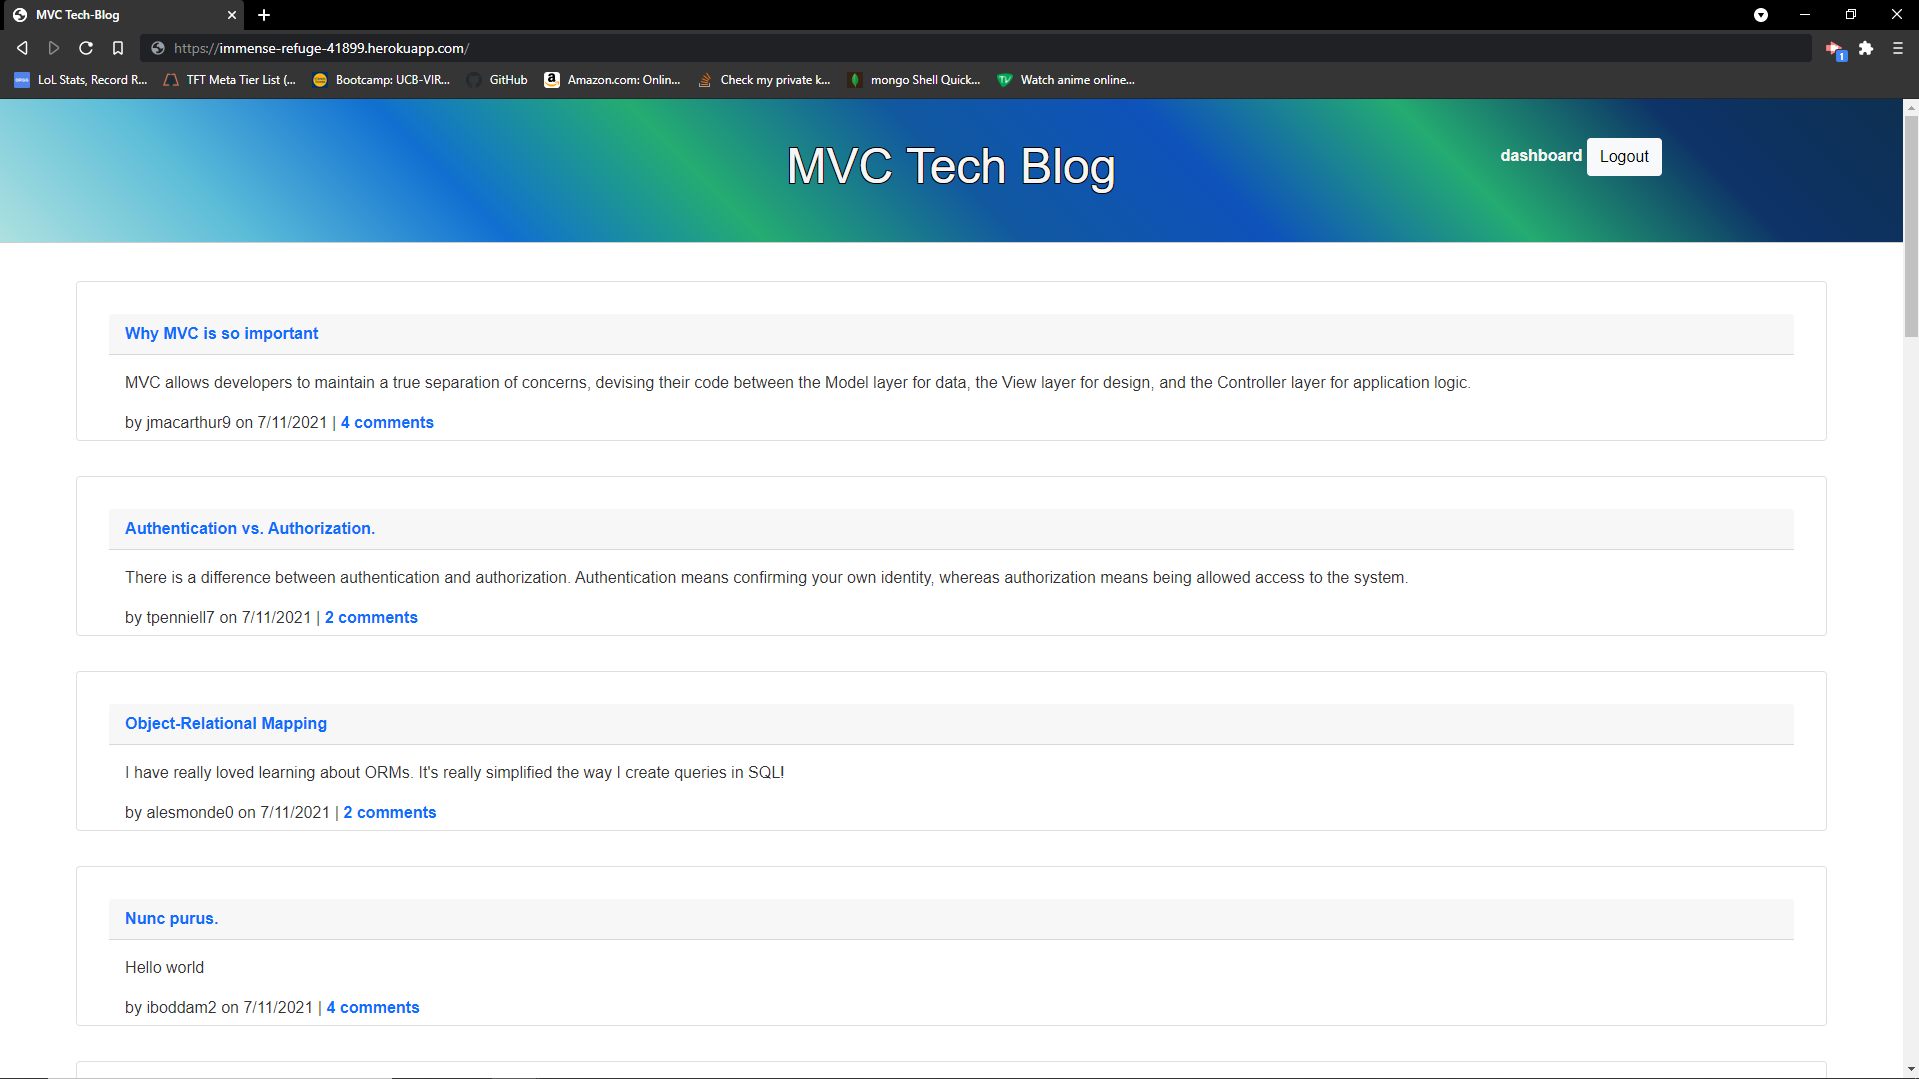 MVC Tech-Blog
https://immense-refuge-41899.herokuapp.com/
1
LoL Stats, Record R... TFT Meta Tier List (... Bootcamp: UCB-VIR... GitHub Amazon.com: Onlin... Check my private k... mongo Shell Quick... Watch anime online...
MVC Tech Blog
dashboard Logout
Why MVC is so important
MVC allows developers to maintain a true separation of concerns, devising their code between the Model layer for data, the View layer for design, and the Controller layer for application logic.
by jmacarthur9 on 7/11/2021 | 4 comments
Authentication vs. Authorization.
There is a difference between authentication and authorization. Authentication means confirming your own identity, whereas authorization means being allowed access to the system.
by tpenniell7 on 7/11/2021 | 2 comments
Object-Relational Mapping
I have really loved learning about ORMs. It's really simplified the way I create queries in SQL!
by alesmonde0 on 7/11/2021 | 2 comments
Nunc purus.
Hello world
by iboddam2 on 7/11/2021 | 4 comments